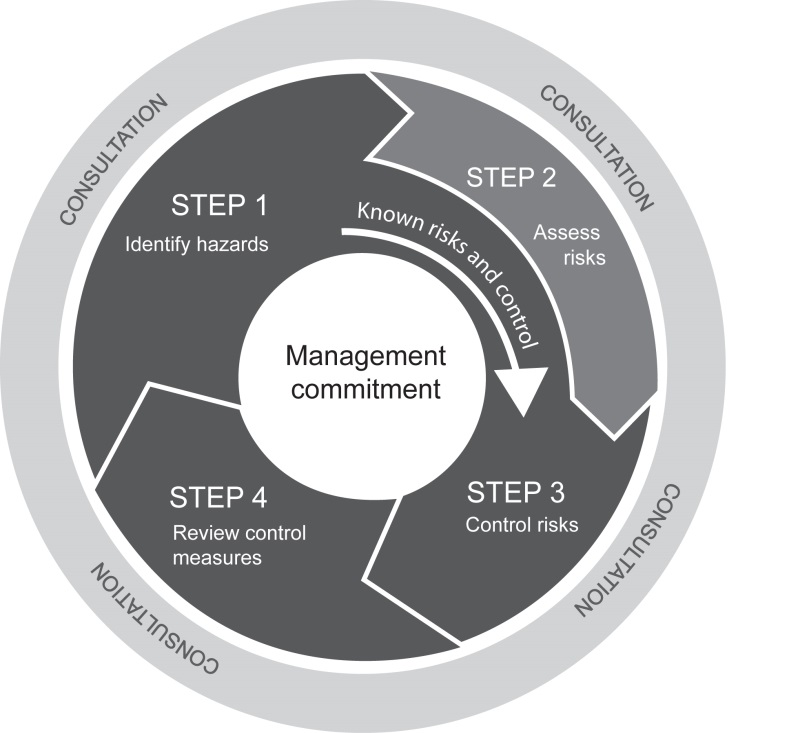 CONSULTATION
CONSULTATION
STEP 1
Identify hazards
STEP 2
Assess
risks
Known risks and control
Management
commitment
STEP 3
Control risks
STEP 4
Review control
measures
CONSULTATION
CONSULTATION